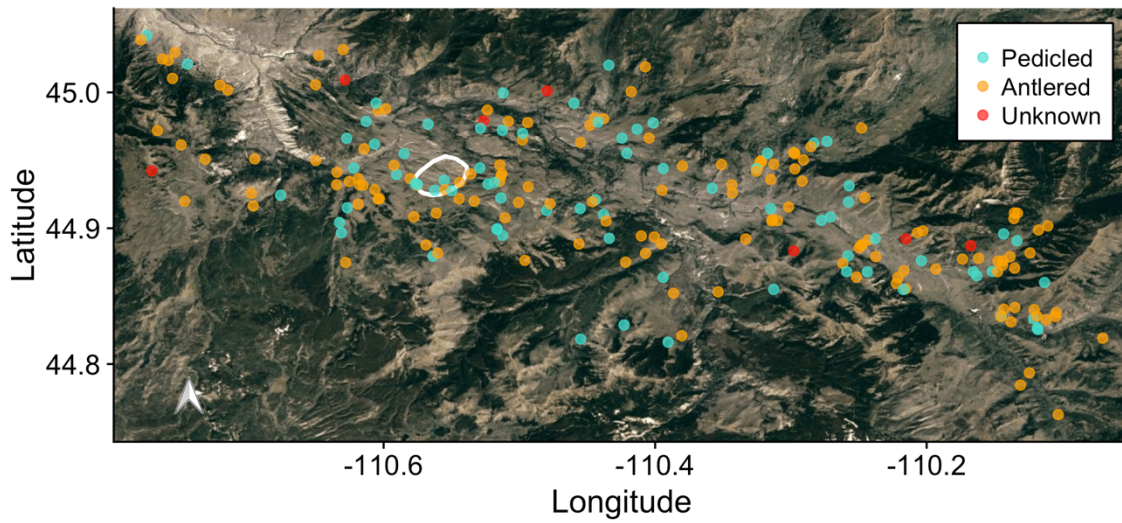 Pedicled
Antlered
Unknown
45.0
44.9
44.8
Latitude
-110.6
-110.4
-110.2
Longitude